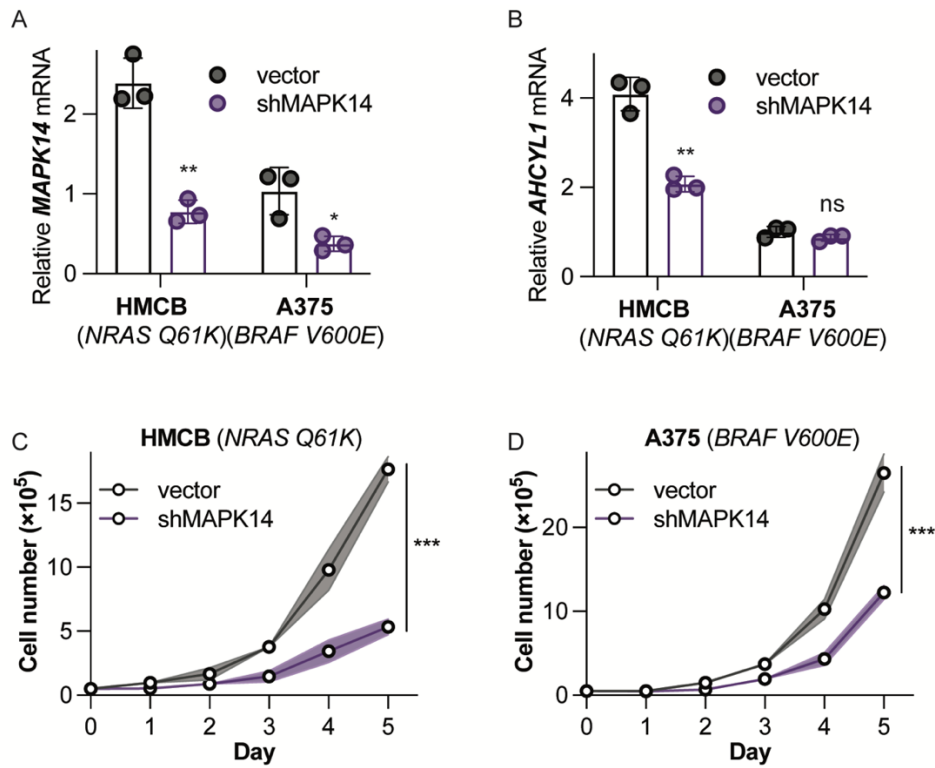 A
Relative MAPK14 mRNA
2
1
0
vector
shMAPK14
**
*
HMCB
A375
(NRAS Q61K)(BRAF V600E)
B
Relative AHCYL1 mRNA
4
2
0
vector
shMAPK14
**
ns
HMCB
A375
(NRAS Q61K)(BRAF V600E)
C
HMCB (NRAS Q61K)
Cell number (×10⁵)
15
10
5
0
vector
shMAPK14
***
0 1 2 3 4 5
Day
D
A375 (BRAF V600E)
Cell number (×10⁵)
20
10
0
vector
shMAPK14
***
0 1 2 3 4 5
Day